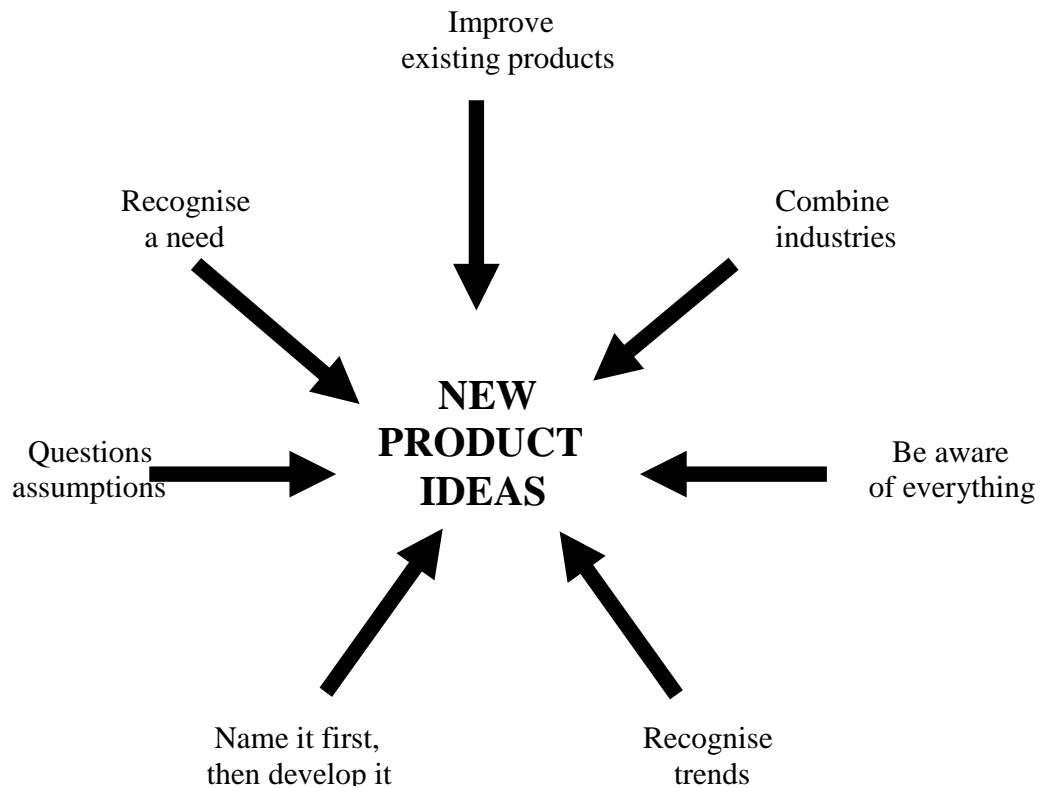 Improve
existing products
Recognise
a need
Combine
industries
NEW
PRODUCT
IDEAS
Questions
assumptions
Be aware
of everything
Name it first,
then develop it
Recognise
trends